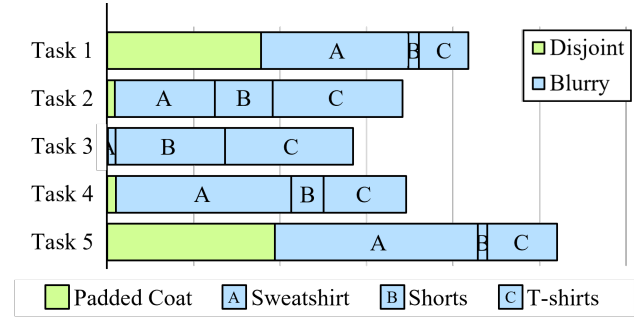 Task 1 A B C
Disjoint
Blurry
Task 2 A B C
Task 3 A B C
Task 4 A B C
Task 5 A B C
Padded Coat A Sweatshirt B Shorts C T-shirts